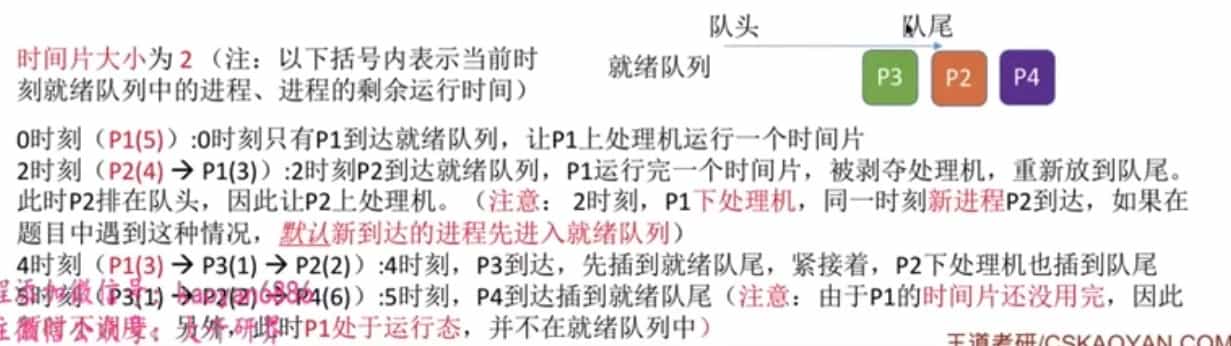 队头 队尾
时间片大小为 2 （注：以下括号内表示当前时
刻就绪队列中的进程、进程的剩余运行时间）
就绪队列
P3 P2 P4
0时刻（P1(5)）:0时刻只有P1到达就绪队列，让P1上处理机运行一个时间片
2时刻（P2(4) → P1(3)）:2时刻P2到达就绪队列，P1运行完一个时间片，被剥夺处理机，重新放到队尾。
此时P2排在队头，因此让P2上处理机。（注意： 2时刻，P1下处理机，同一时刻新进程P2到达，如果在
题目中遇到这种情况，默认新到达的进程先进入就绪队列）
4时刻（P1(3) → P3(1) → P2(2)）:4时刻，P3到达，先插到就绪队尾，紧接着，P2下处理机也插到队尾
5时刻（P3(1) → P2(2) → P4(6)）:5时刻，P4到达插到就绪队尾（注意：由于P1的时间片还没用完，因此
暂时不调度。另外，此时P1处于运行态，并不在就绪队列中）
王道考研/CSKAOYAN.COM